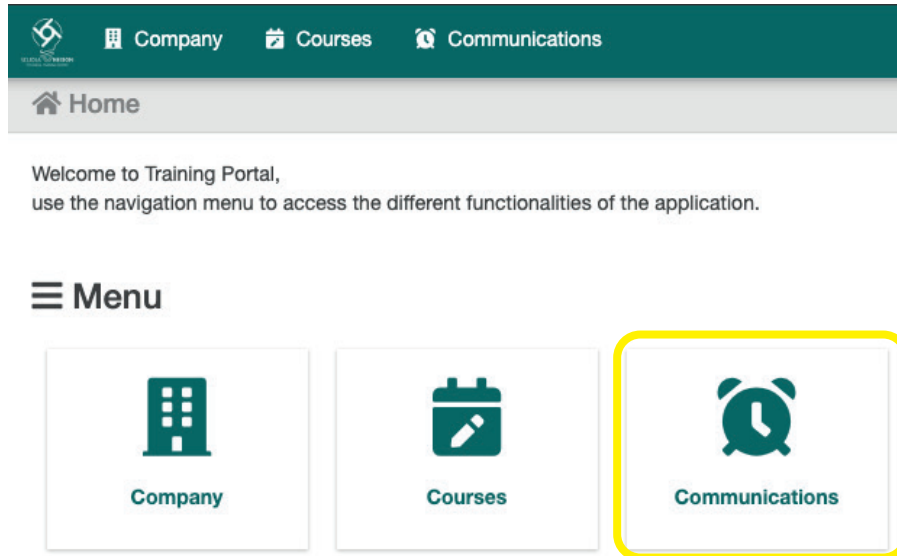 Company Courses Communications
Home
Welcome to Training Portal,
use the navigation menu to access the different functionalities of the application.
Menu
Company Courses Communications